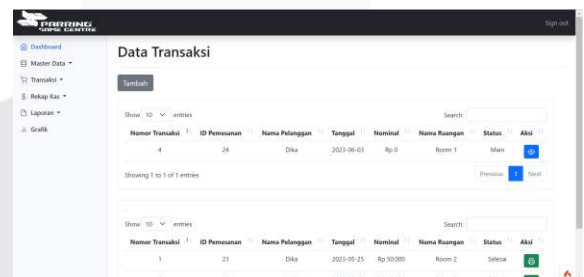 PARRING
GAME CENTRE
Sign out
Dashboard
Master Data
Transaksi
Rekap Kas
Laporan
Grafik
Data Transaksi
Tambah
Show 10 entries
Search:
Nomor Transaksi ID Pemesanan Nama Pelanggan Tanggal Nominal Nama Ruangan Status Aksi
4 24 Dika 2023-06-03 Rp 0 Room 1 Main
Showing 1 to 1 of 1 entries
Previous 1 Next
Show 10 entries
Search:
Nomor Transaksi ID Pemesanan Nama Pelanggan Tanggal Nominal Nama Ruangan Status Aksi
1 21 Dika 2023-05-25 Rp 50.000 Room 2 Selesai